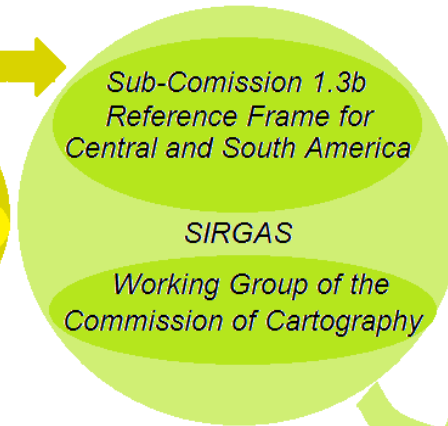 Sub-Comission 1.3b
Reference Frame for
Central and South America
SIRGAS
Working Group of the
Commission of Cartography